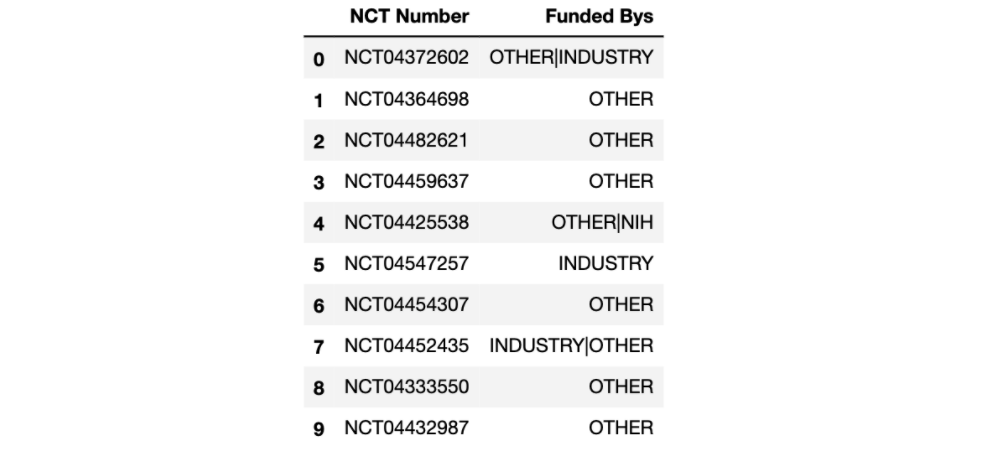 NCT Number Funded Bys
0 NCT04372602 OTHER|INDUSTRY
1 NCT04364698 OTHER
2 NCT04482621 OTHER
3 NCT04459637 OTHER
4 NCT04425538 OTHER|NIH
5 NCT04547257 INDUSTRY
6 NCT04454307 OTHER
7 NCT04452435 INDUSTRY|OTHER
8 NCT04333550 OTHER
9 NCT04432987 OTHER